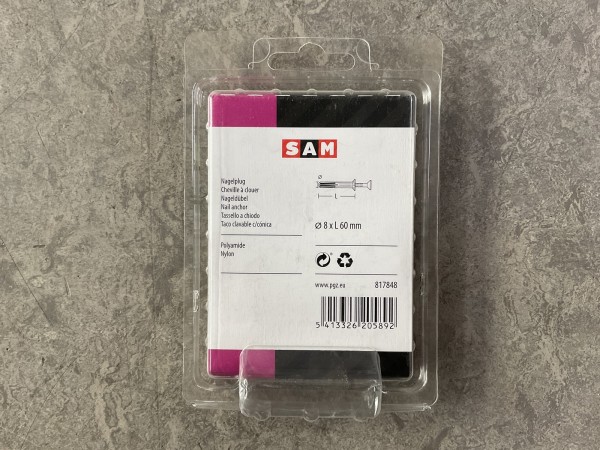 SAM
Nagelplug
Cheville à clouer
Nageldübel
Nail anchor
Tassello a chiodo
Taco clavable c/cónica
Polyamide
Nylon
Ø
L
Ø 8 x L 60 mm
www.pgz.eu 817848
5 413326 205892